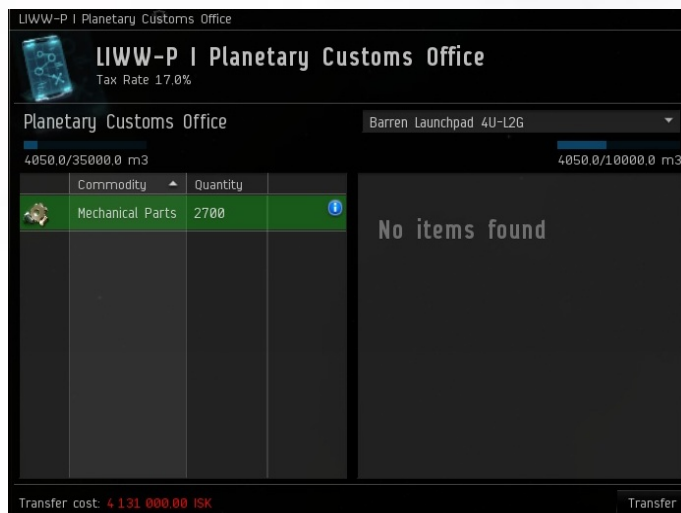 LIWW-P I Planetary Customs Office
LIWW-P I Planetary Customs Office
Tax Rate 17,0%
Planetary Customs Office
Barren Launchpad 4U-L2G
4050.0/35000.0 m3
4050.0/10000.0 m3
Commodity Quantity
Mechanical Parts 2700
No items found
Transfer cost: 4 131 000.00 ISK
Transfer